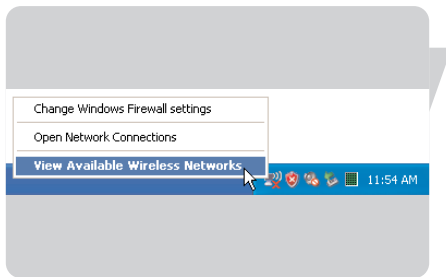 Change Windows Firewall settings
Open Network Connections
View Available Wireless Networks
11:54 AM